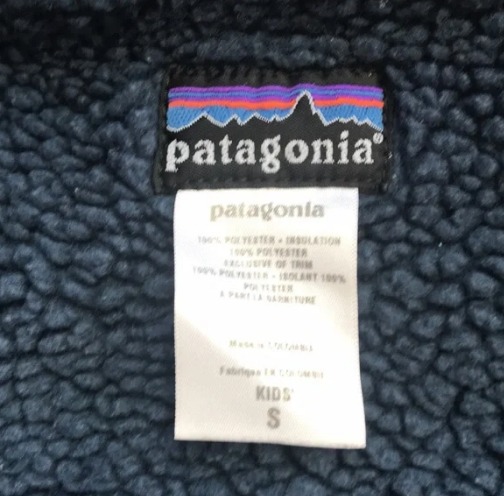 patagonia®
patagonia
100% POLYESTER • INSULATION
100% POLYESTER
EXCLUSIVE OF TRIM
100% POLYESTER • ISOLANT 100%
POLYESTER
A PART LA GARNITURE
Made in COLOMBIA
Fabriqué EN COLOMBIE
KIDS'
S